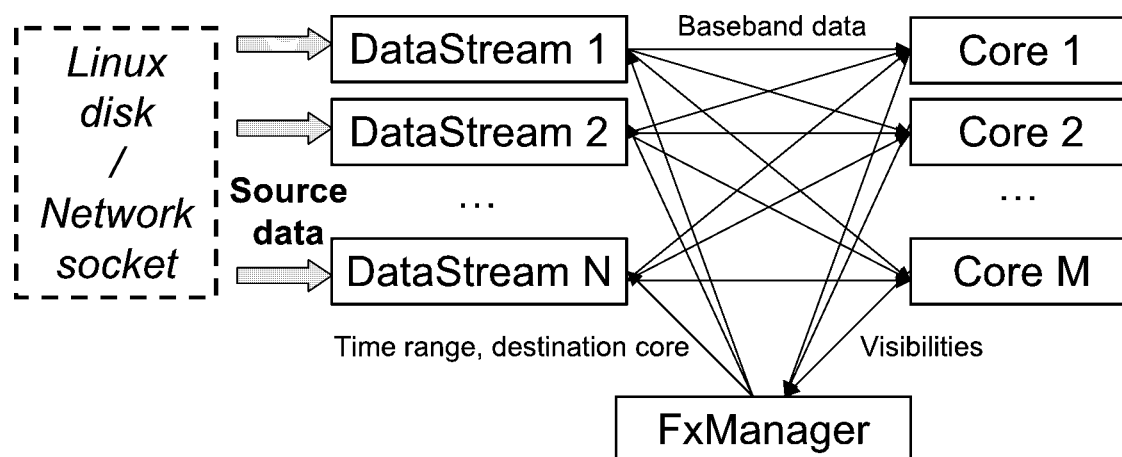 Linux
disk
/
Network
socket
Source
data
DataStream 1
DataStream 2
...
DataStream N
Baseband data
Core 1
Core 2
...
Core M
Time range, destination core
Visibilities
FxManager